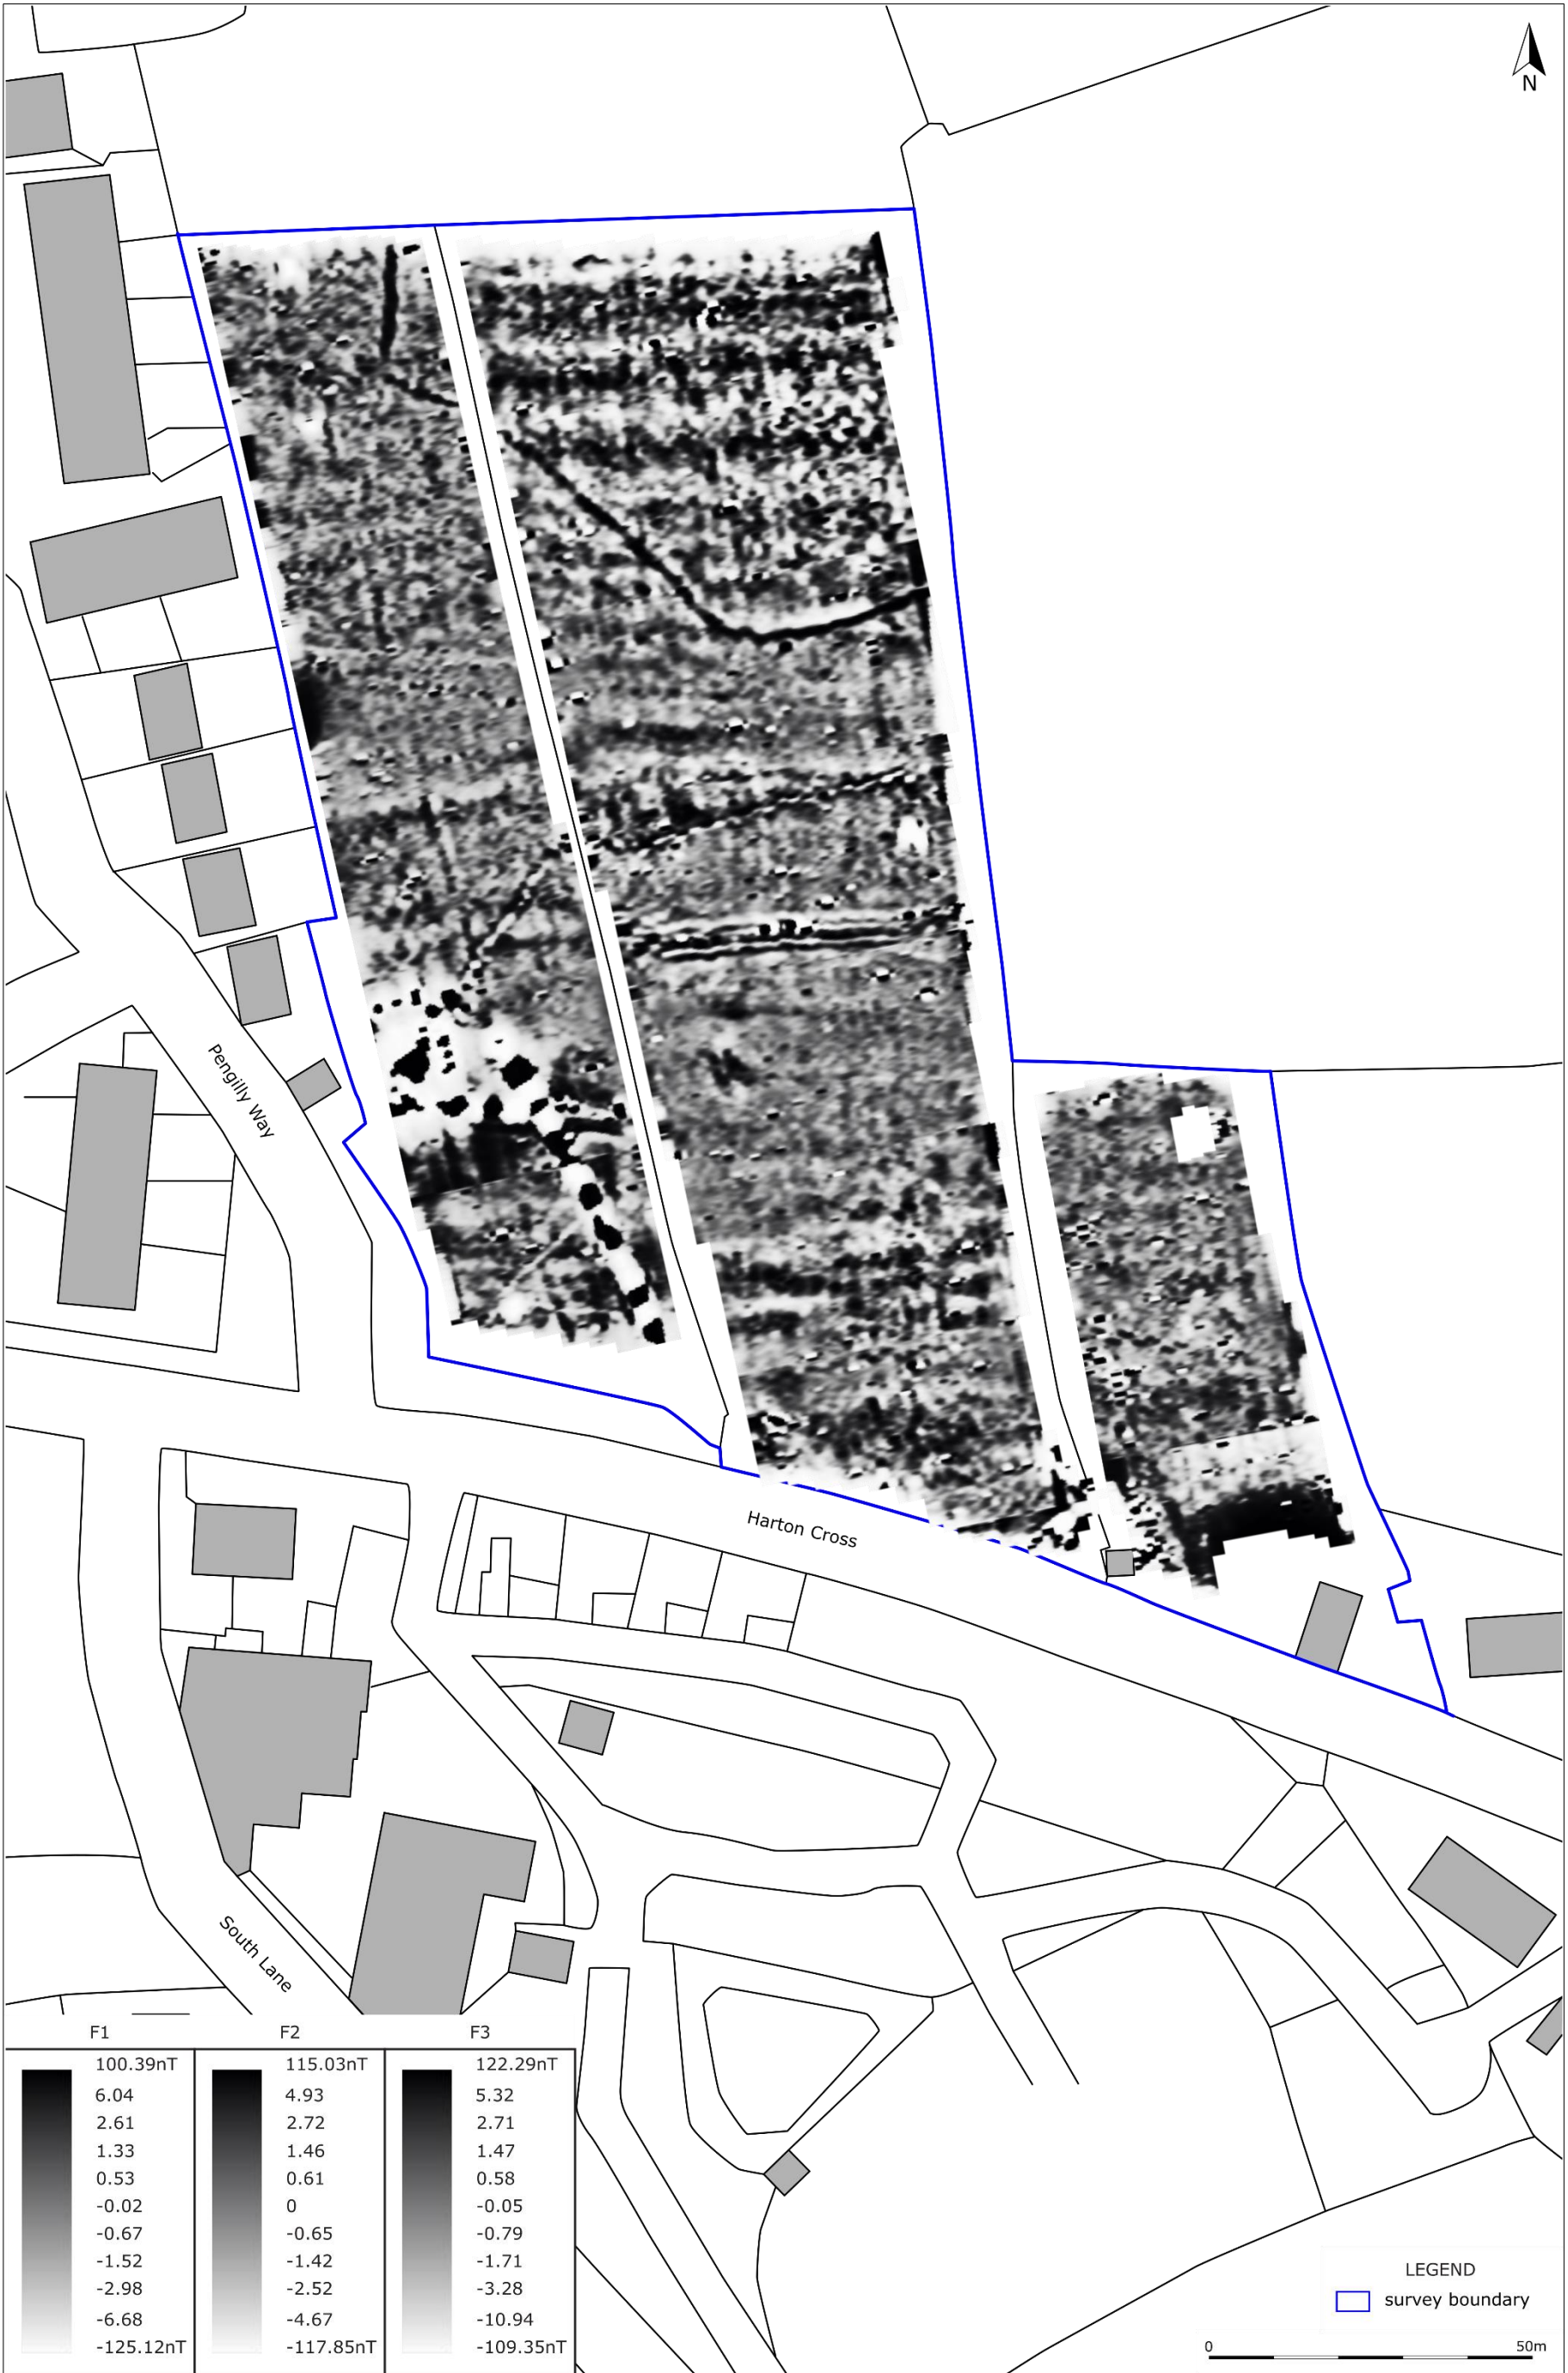 N
Pengilly Way
Harton Cross
South Lane
F1 F2 F3
100.39nT 115.03nT 122.29nT
6.04 4.93 5.32
2.61 2.72 2.71
1.33 1.46 1.47
0.53 0.61 0.58
-0.02 0 -0.05
-0.67 -0.65 -0.79
-1.52 -1.42 -1.71
-2.98 -2.52 -3.28
-6.68 -4.67 -10.94
-125.12nT -117.85nT -109.35nT
LEGEND
survey boundary
0 50m